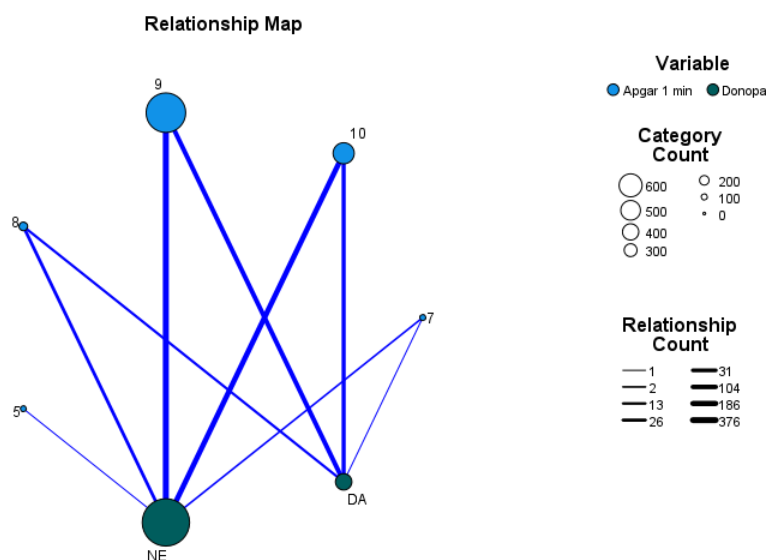 Relationship Map
9
10
8
7
5
DA
NE
Variable
Apgar 1 min Donopa
Category
Count
600 200
500 100
400 0
300
Relationship
Count
1 31
2 104
13 186
26 376